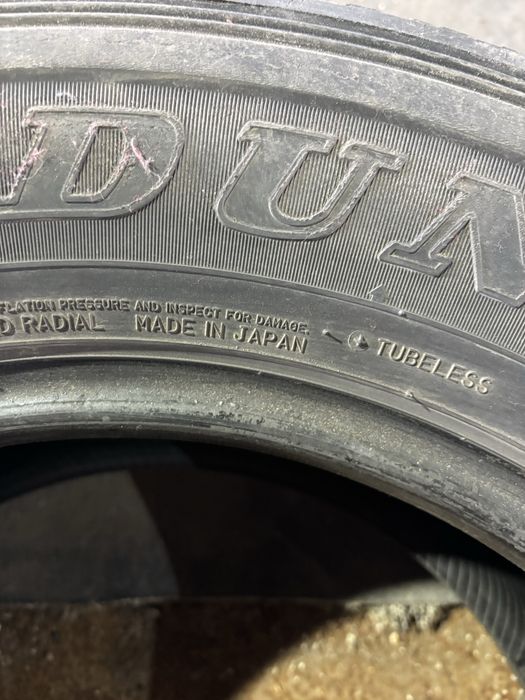 DUN
FLATION PRESSURE AND INSPECT FOR DAMAGE.
D RADIAL MADE IN JAPAN TUBELESS